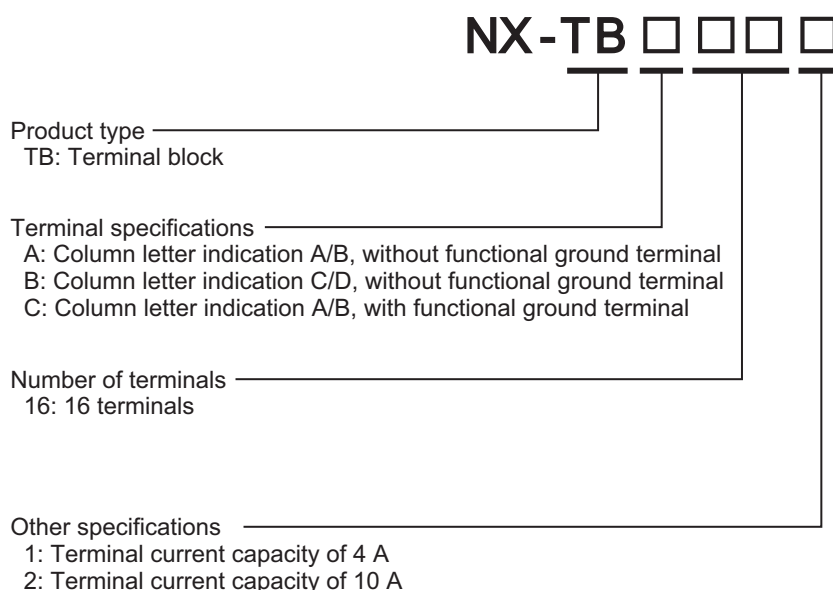 NX-TB □ □□ □
Product type
TB: Terminal block
Terminal specifications
A: Column letter indication A/B, without functional ground terminal
B: Column letter indication C/D, without functional ground terminal
C: Column letter indication A/B, with functional ground terminal
Number of terminals
16: 16 terminals
Other specifications
1: Terminal current capacity of 4 A
2: Terminal current capacity of 10 A